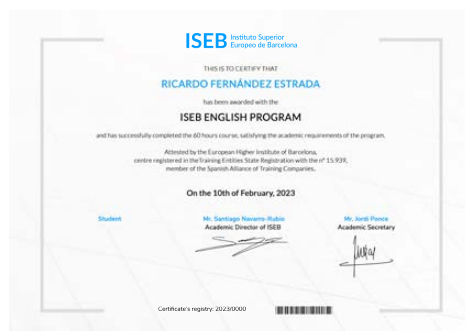 ISEB Instituto Superior
Europeo de Barcelona
THIS IS TO CERTIFY THAT
RICARDO FERNÁNDEZ ESTRADA
has been awarded with the
ISEB ENGLISH PROGRAM
and has successfully completed the 60 hours course, satisfying the academic requirements of the program.
Attested by the European Higher Institute of Barcelona,
centre registered in theTraining Entities State Registration with the nº 15.939,
member of the Spanish Alliance of Training Companies.
On the 10th of February, 2023
Student
Mr. Santiago Navarro-Rubio
Mr. Jordi Ponce
Academic Director of ISEB
Academic Secretary
Certificate's registry: 2023/0000